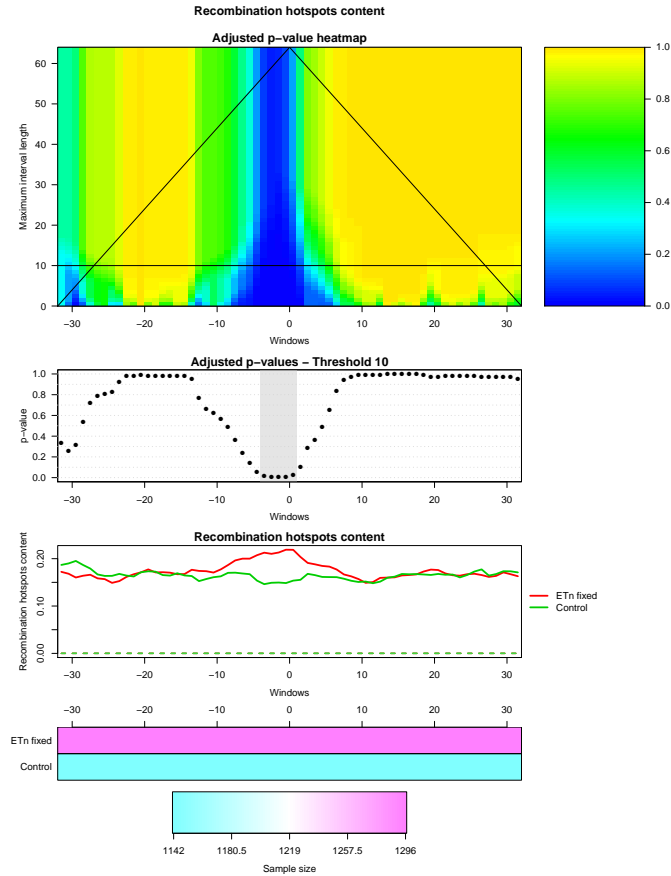 Recombination hotspots content
Adjusted p-value heatmap
Maximum interval length
0 10 20 30 40 50 60
−30 −20 −10 0 10 20 30
Windows
0.0 0.2 0.4 0.6 0.8 1.0
Adjusted p-values − Threshold 10
p-value
0.0 0.2 0.4 0.6 0.8 1.0
−30 −20 −10 0 10 20 30
Windows
Recombination hotspots content
Recombination hotspots content
0.00 0.10 0.20
−30 −20 −10 0 10 20 30
Windows
ETn fixed
Control
−30 −20 −10 0 10 20 30
ETn fixed
Control
1142 1180.5 1219 1257.5 1296
Sample size